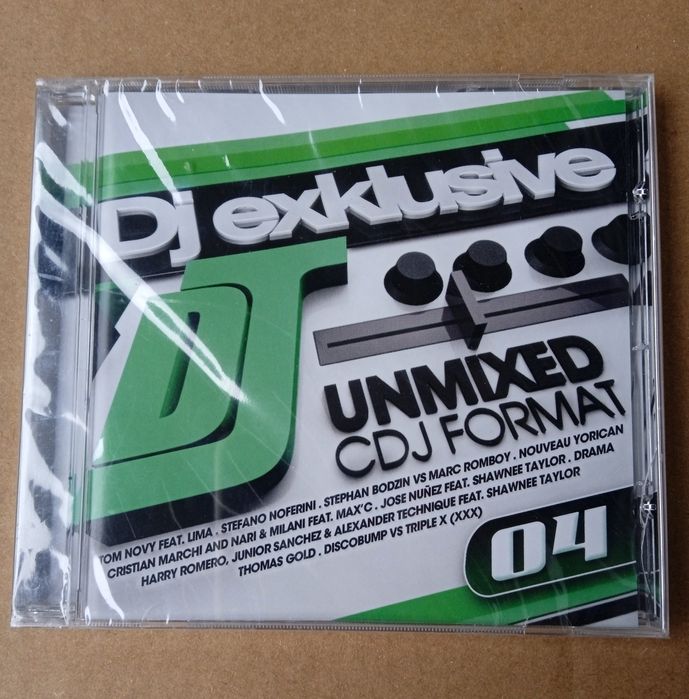 Dj exklusive
DJ
UNMIXED
CDJ FORMAT
TOM NOVY FEAT. LIMA . STEFANO NOFERINI . STEPHAN BODZIN VS MARC ROMBOY . NOUVEAU YORICAN
CRISTIAN MARCHI AND NARI & MILANI FEAT. MAX'C . JOSE NUÑEZ FEAT. SHAWNEE TAYLOR . DRAMA
HARRY ROMERO, JUNIOR SANCHEZ & ALEXANDER TECHNIQUE FEAT. SHAWNEE TAYLOR
THOMAS GOLD . DISCOBUMP VS TRIPLE X (XXX)
04